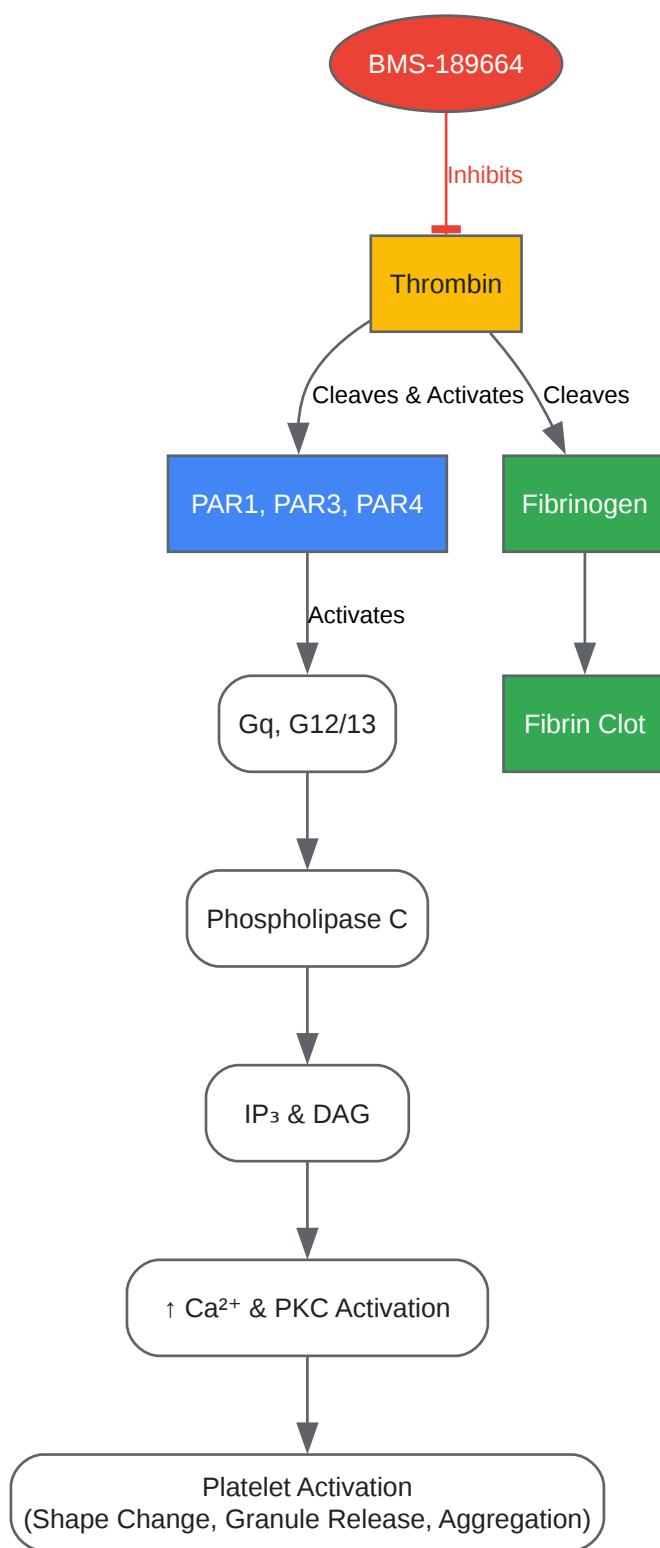 BMS-189664
Inhibits
Thrombin
Cleaves & Activates
Cleaves
PAR1, PAR3, PAR4
Fibrinogen
Activates
Gq, G12/13
Fibrin Clot
Phospholipase C
IP₃ & DAG
↑ Ca²⁺ & PKC Activation
Platelet Activation
(Shape Change, Granule Release, Aggregation)